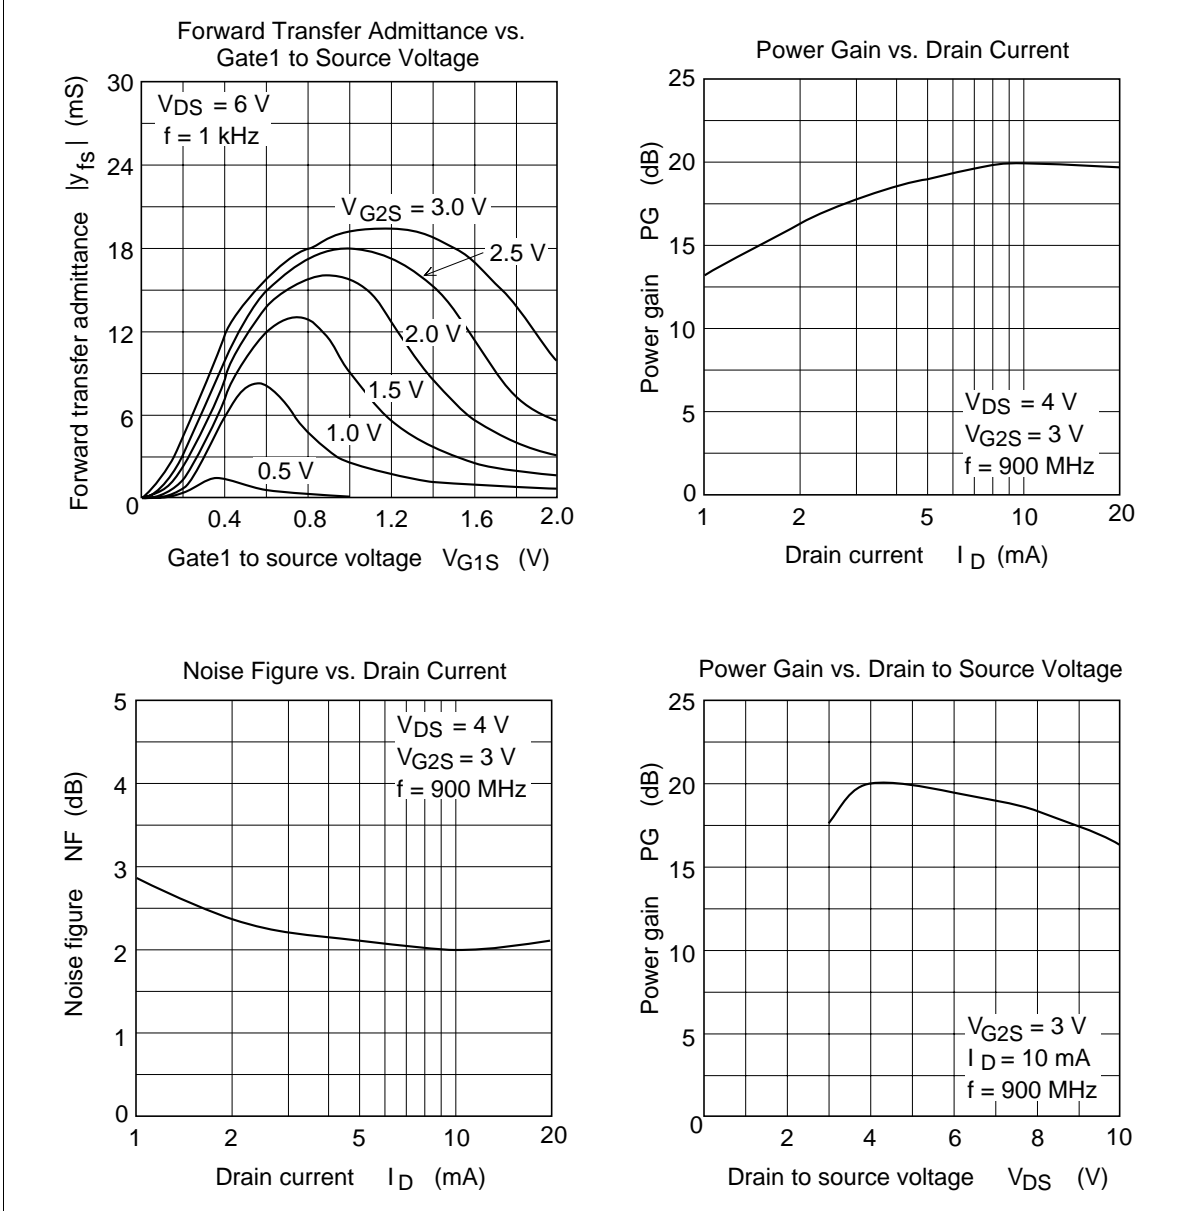 Forward Transfer Admittance vs.
Gate1 to Source Voltage
30
24
18
12
6
0
Forward transfer admittance |yfs| (mS)
VDS = 6 V
f = 1 kHz
VG2S = 3.0 V
2.5 V
2.0 V
1.5 V
1.0 V
0.5 V
0.4 0.8 1.2 1.6 2.0
Gate1 to source voltage VG1S (V)
Power Gain vs. Drain Current
25
20
15
10
5
0
Power gain PG (dB)
VDS = 4 V
VG2S = 3 V
f = 900 MHz
1 2 5 10 20
Drain current ID (mA)
Noise Figure vs. Drain Current
5
4
3
2
1
0
Noise figure NF (dB)
VDS = 4 V
VG2S = 3 V
f = 900 MHz
1 2 5 10 20
Drain current ID (mA)
Power Gain vs. Drain to Source Voltage
25
20
15
10
5
0
Power gain PG (dB)
VG2S = 3 V
ID = 10 mA
f = 900 MHz
2 4 6 8 10
Drain to source voltage VDS (V)